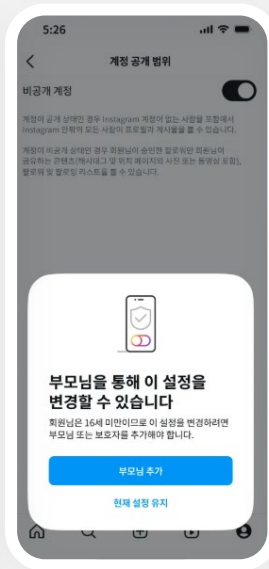 5:26
계정 공개 범위
비공개 계정
계정이 공개 상태인 경우 Instagram 계정이 없는 사람을 포함해서
Instagram 안팎의 모든 사람이 프로필과 게시물을 볼 수 있습니다.
계정이 비공개 상태인 경우 회원님이 승인한 팔로워만 회원님이
공유하는 콘텐츠(해시태그 및 위치 페이지의 사진 또는 동영상 포함),
팔로워 및 팔로잉 리스트를 볼 수 있습니다.
부모님을 통해 이 설정을
변경할 수 있습니다
회원님은 16세 미만이므로 이 설정을 변경하려면
부모님 또는 보호자를 추가해야 합니다.
부모님 추가
현재 설정 유지